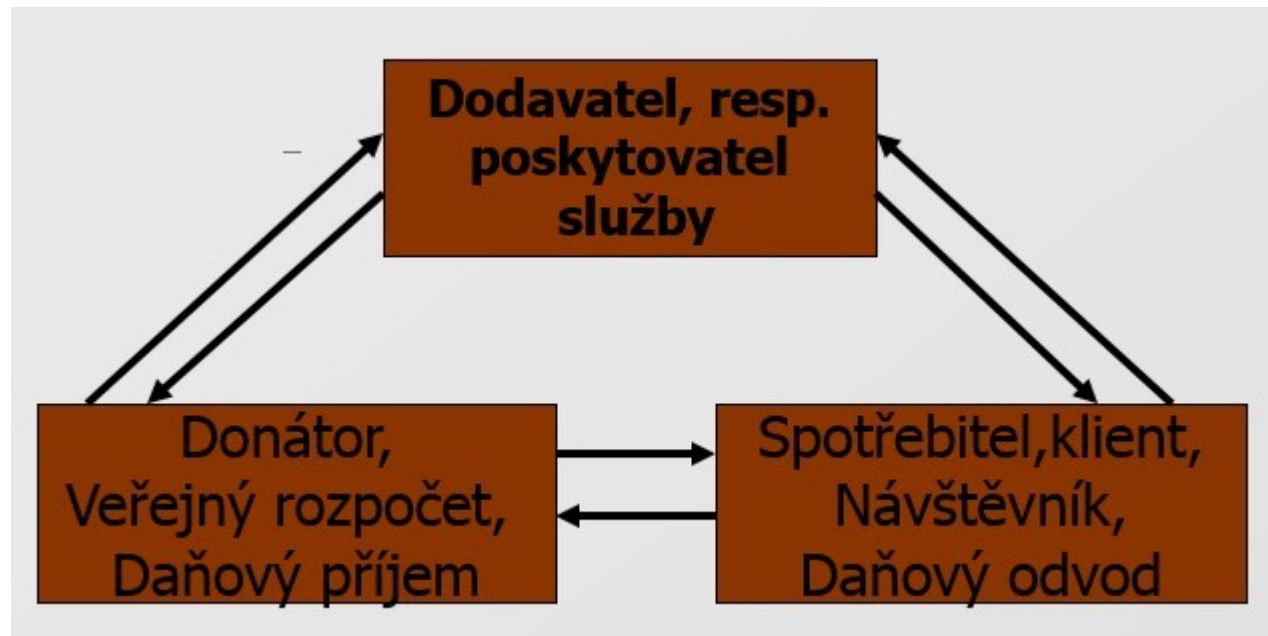 Dodavatel, resp.
poskytovatel
služby
Donátor,
Veřejný rozpočet,
Daňový příjem
Spotřebitel,klient,
Návštěvník,
Daňový odvod